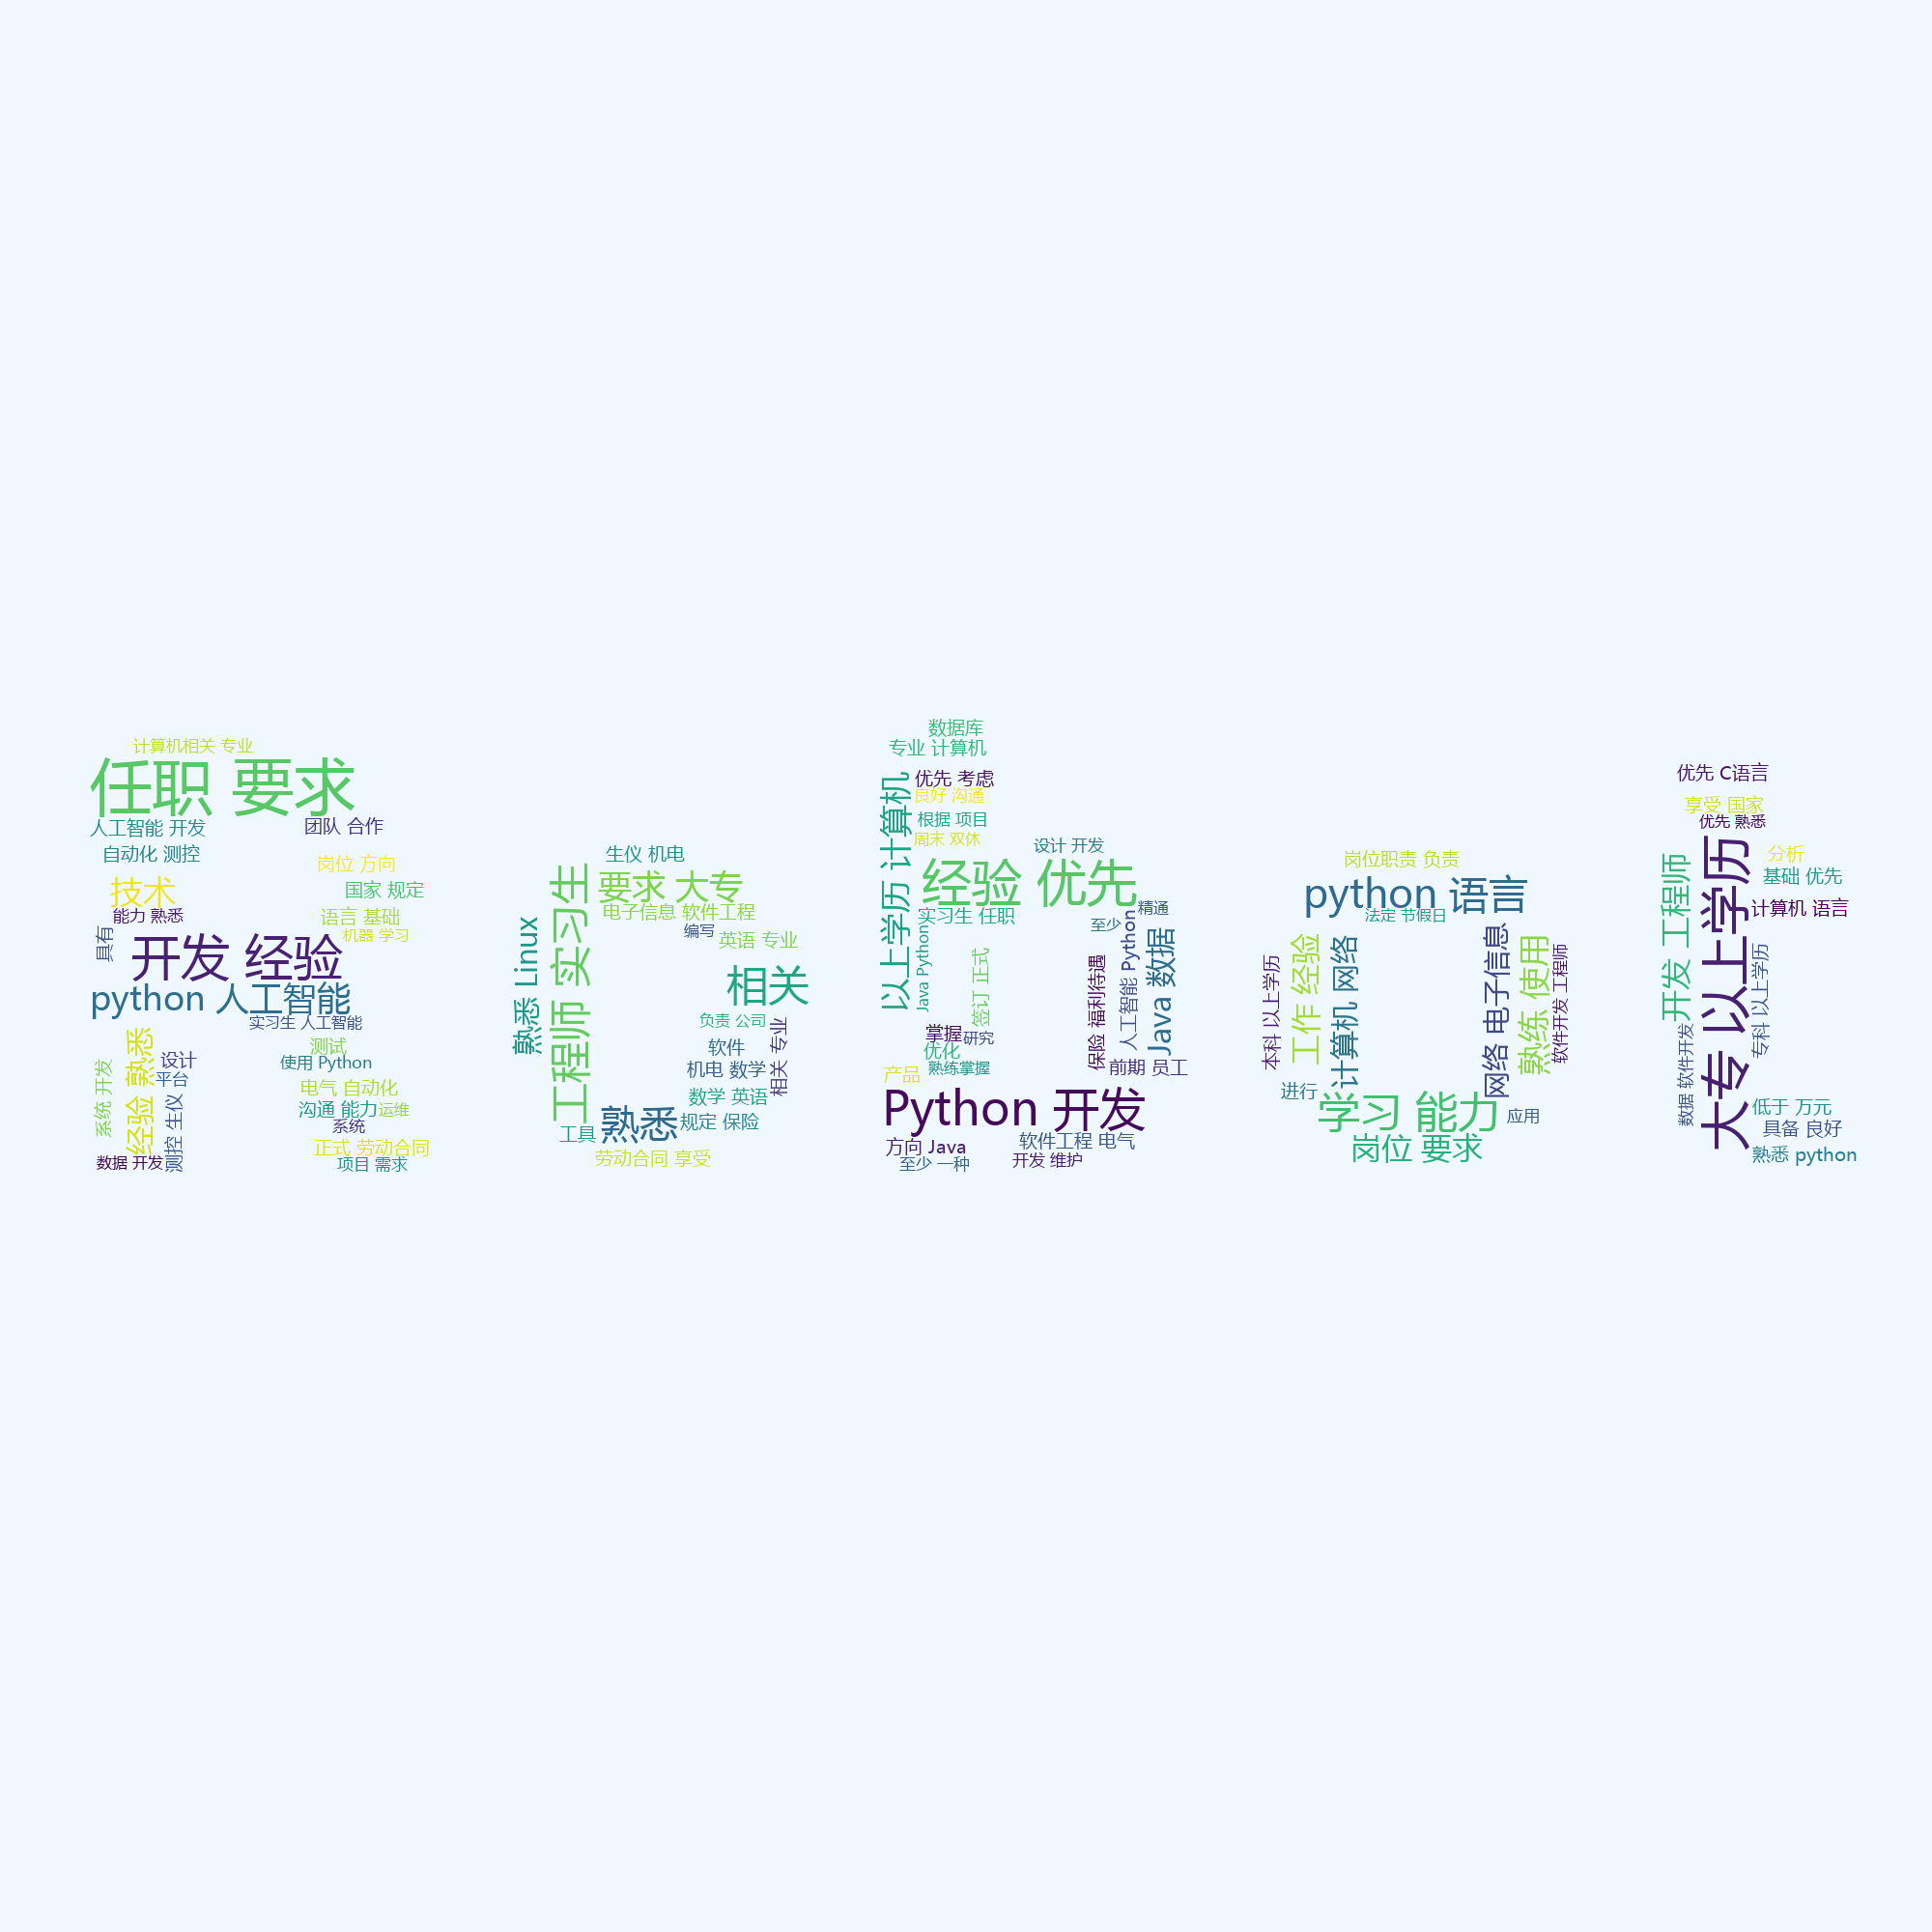 计算机相关 专业
任职 要求
人工智能 开发
团队 合作
自动化 测控
岗位 方向
技术
国家 规定
能力 熟悉
语言 基础
具有
机器 学习
开发 经验
python 人工智能
实习生 人工智能
经验 熟悉
测试
设计
使用 Python
系统 开发
平台
电气 自动化
测控 生仪
沟通 能力
运维
系统
正式 劳动合同
数据 开发
项目 需求
生仪 机电
工程师 实习生
要求 大专
电子信息 软件工程
熟悉 Linux
编写
英语 专业
相关
负责 公司
软件
相关 专业
机电 数学
数学 英语
熟悉
规定 保险
工具
劳动合同 享受
数据库
专业 计算机
以上学历 计算机
优先 考虑
良好 沟通
根据 项目
周末 双休
设计 开发
经验 优先
实习生 任职
精通
至少
Java Python
人工智能 Python
Java 数据
签订 正式
保险 福利待遇
掌握
研究
优化
熟练掌握
前期 员工
产品
Python 开发
方向 Java
软件工程 电气
至少 一种
开发 维护
岗位职责 负责
python 语言
法定 节假日
本科 以上学历
工作 经验
计算机 网络
网络 电子信息
熟练 使用
软件开发 工程师
进行
学习 能力
应用
岗位 要求
优先 C语言
享受 国家
优先 熟悉
开发 工程师
大专 以上学历
分析
基础 优先
计算机 语言
专科 以上学历
数据 软件开发
低于 万元
具备 良好
熟悉 python